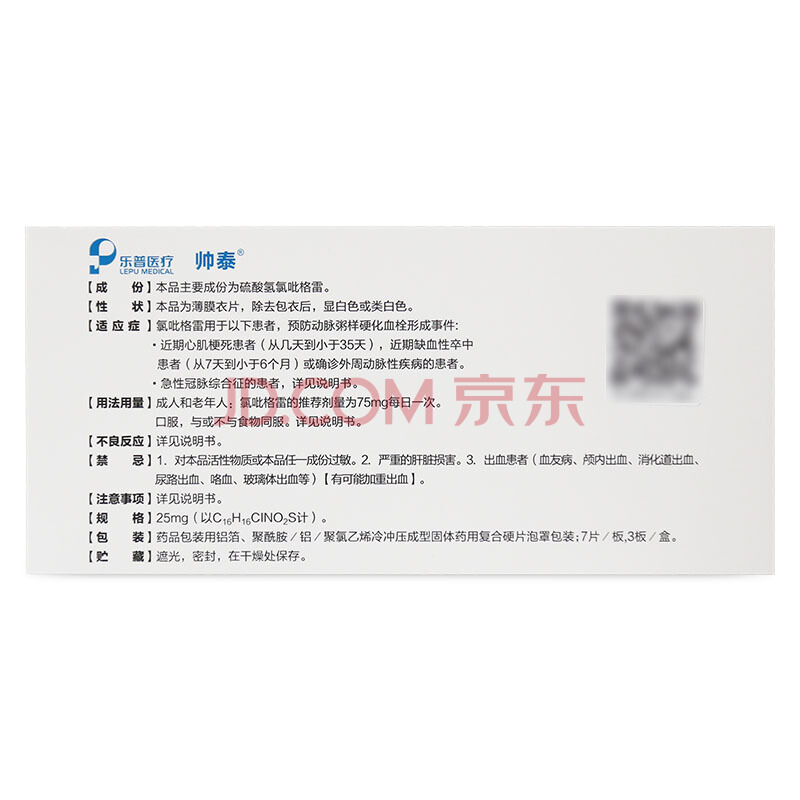 乐普医疗
LEPU MEDICAL
帅泰®
【成 份】本品主要成份为硫酸氢氯吡格雷。
【性 状】本品为薄膜衣片，除去包衣后，显白色或类白色。
【适应症】氯吡格雷用于以下患者，预防动脉粥样硬化血栓形成事件:
·近期心肌梗死患者（从几天到小于35天），近期缺血性卒中
患者（从7天到小于6个月）或确诊外周动脉性疾病的患者。
·急性冠脉综合征的患者，详见说明书。
【用法用量】成人和老年人：氯吡格雷的推荐剂量为75mg每日一次。
口服，与或不与食物同服。详见说明书。
JD.COM 京东
【不良反应】详见说明书。
【禁 忌】1．对本品活性物质或本品任一成份过敏。2．严重的肝脏损害。3．出血患者（血友病、颅内出血、消化道出血、
尿路出血、咯血、玻璃体出血等）【有可能加重出血】。
【注意事项】详见说明书。
【规 格】25mg（以C₁₆H₁₆ClNO₂S计）。
【包 装】药品包装用铝箔、聚酰胺／铝／聚氯乙烯冷冲压成型固体药用复合硬片泡罩包装；7片／板,3板／盒。
【贮 藏】遮光，密封，在干燥处保存。